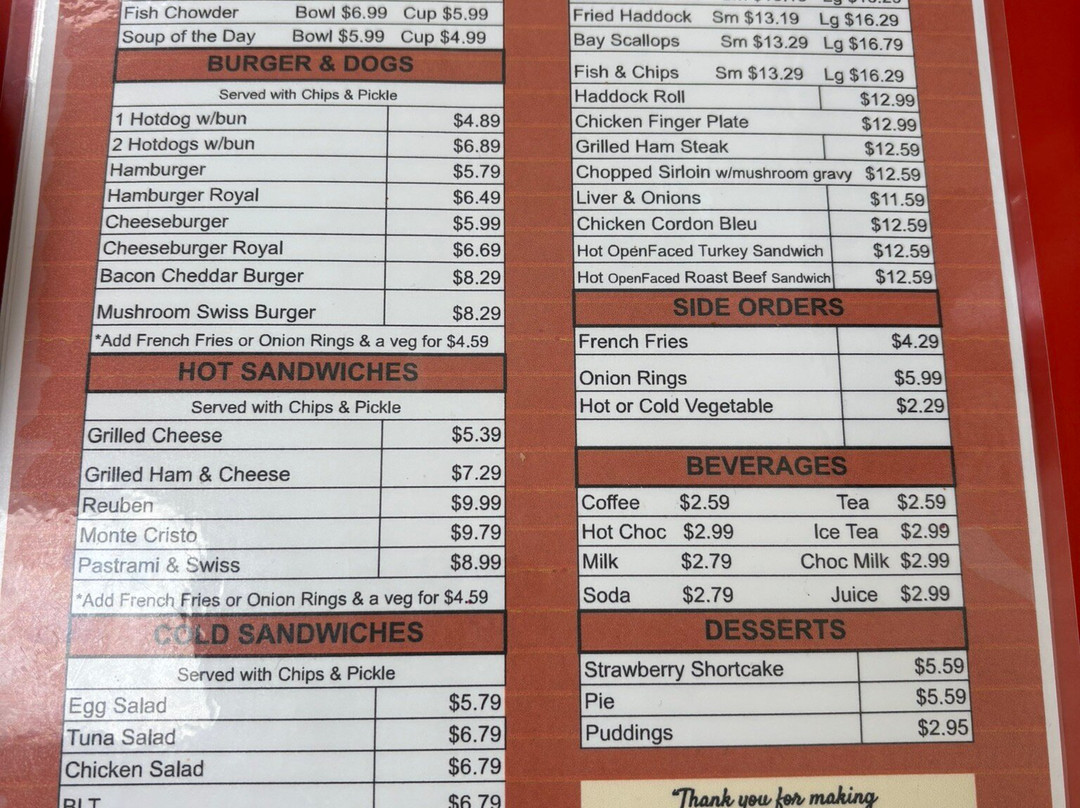 Fish Chowder Bowl $6.99 Cup $5.99
Soup of the Day Bowl $5.99 Cup $4.99
BURGER & DOGS
Served with Chips & Pickle
1 Hotdog w/bun $4.89
2 Hotdogs w/bun $6.89
Hamburger $5.79
Hamburger Royal $6.49
Cheeseburger $5.99
Cheeseburger Royal $6.69
Bacon Cheddar Burger $8.29
Mushroom Swiss Burger $8.29
*Add French Fries or Onion Rings & a veg for $4.59
HOT SANDWICHES
Served with Chips & Pickle
Grilled Cheese $5.39
Grilled Ham & Cheese $7.29
Reuben $9.99
Monte Cristo $9.79
Pastrami & Swiss $8.99
*Add French Fries or Onion Rings & a veg for $4.59
COLD SANDWICHES
Served with Chips & Pickle
Egg Salad $5.79
Tuna Salad $6.79
Chicken Salad $6.79
BLT $6.79
Fried Haddock Sm $13.19 Lg $16.29
Bay Scallops Sm $13.29 Lg $16.79
Fish & Chips Sm $13.29 Lg $16.29
Haddock Roll $12.99
Chicken Finger Plate $12.99
Grilled Ham Steak $12.59
Chopped Sirloin w/mushroom gravy $12.59
Liver & Onions $11.59
Chicken Cordon Bleu $12.59
Hot OpenFaced Turkey Sandwich $12.59
Hot OpenFaced Roast Beef Sandwich $12.59
SIDE ORDERS
French Fries $4.29
Onion Rings $5.99
Hot or Cold Vegetable $2.29
BEVERAGES
Coffee $2.59 Tea $2.59
Hot Choc $2.99 Ice Tea $2.99
Milk $2.79 Choc Milk $2.99
Soda $2.79 Juice $2.99
DESSERTS
Strawberry Shortcake $5.59
Pie $5.59
Puddings $2.95
"Thank you for making